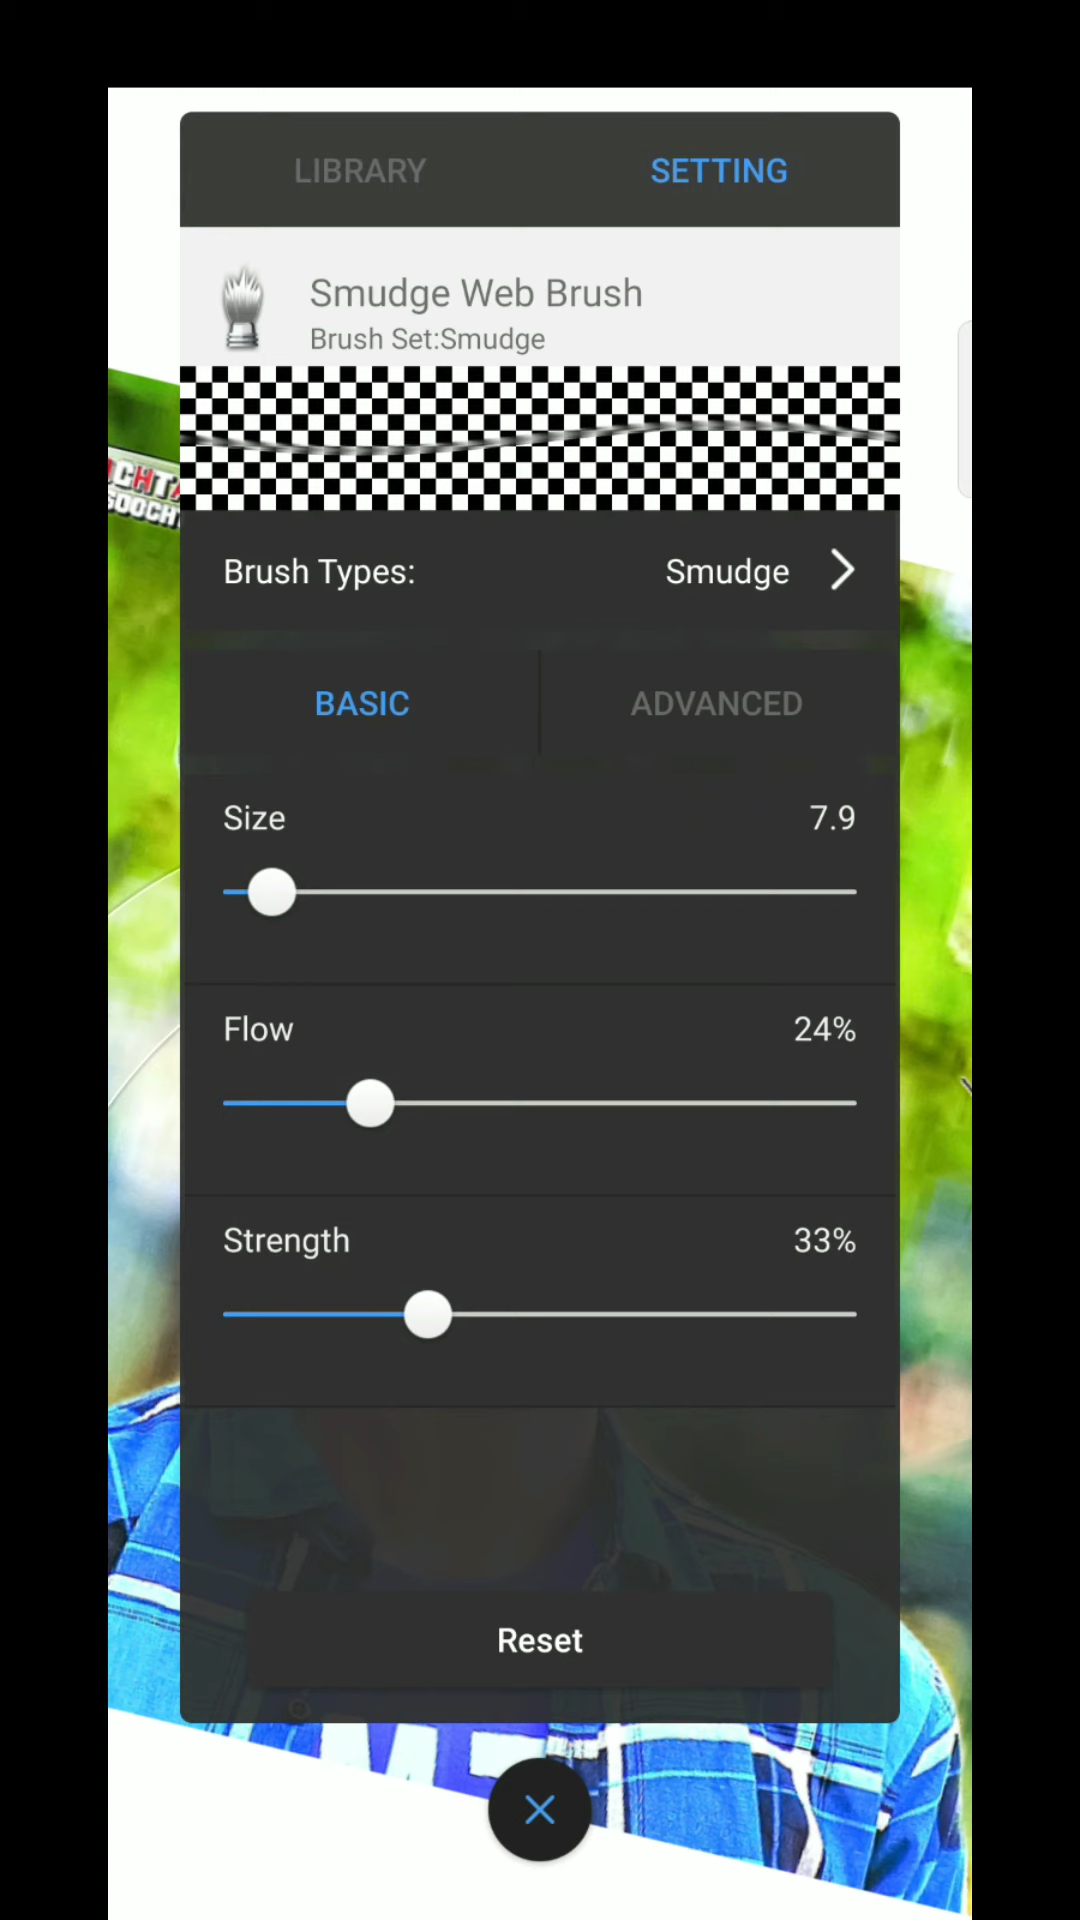 LIBRARY SETTING
Smudge Web Brush
Brush Set:Smudge
Brush Types: Smudge
BASIC ADVANCED
Size 7.9
Flow 24%
Strength 33%
Reset